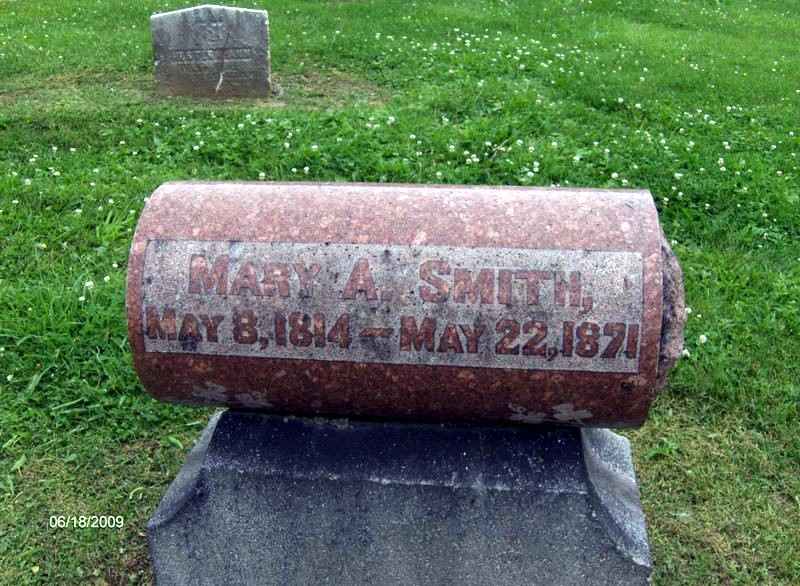 MARY A. SMITH,
MAY 8, 1814 — MAY 22, 1871
06/18/2009